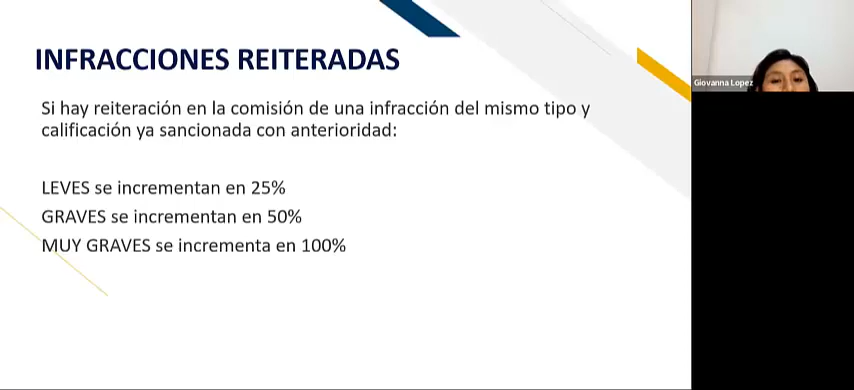 INFRACCIONES REITERADAS
Si hay reiteración en la comisión de una infracción del mismo tipo y
calificación ya sancionada con anterioridad:
LEVES se incrementan en 25%
GRAVES se incrementan en 50%
MUY GRAVES se incrementa en 100%
Giovanna Lopez